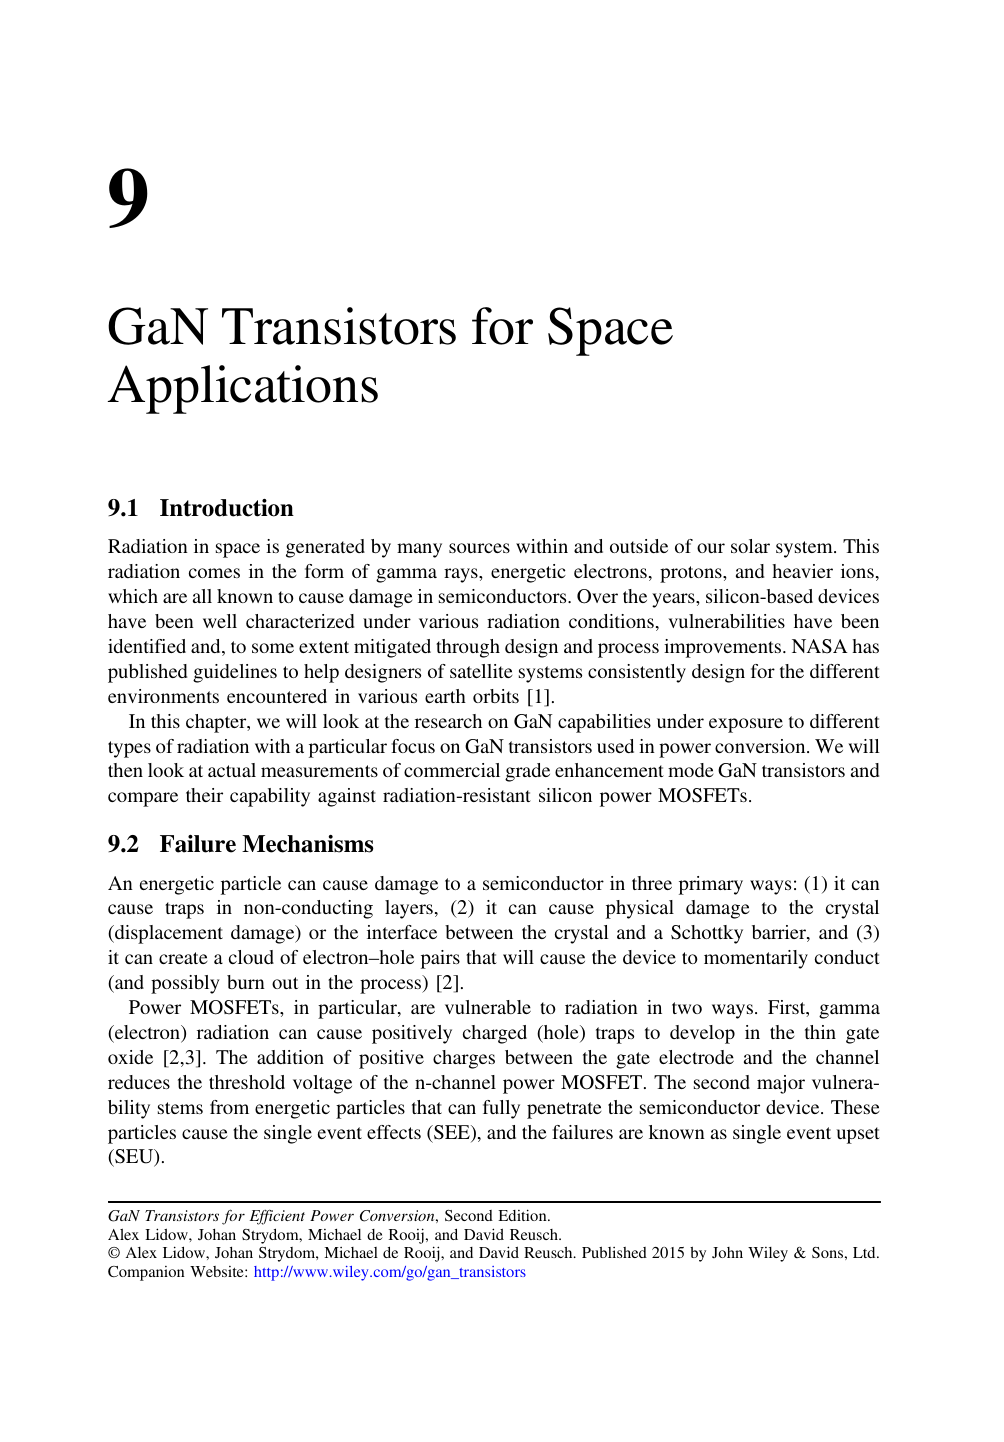 9
GaN Transistors for Space
Applications
9.1 Introduction
Radiation in space is generated by many sources within and outside of our solar system. This
radiation comes in the form of gamma rays, energetic electrons, protons, and heavier ions,
which are all known to cause damage in semiconductors. Over the years, silicon-based devices
have been well characterized under various radiation conditions, vulnerabilities have been
identified and, to some extent mitigated through design and process improvements. NASA has
published guidelines to help designers of satellite systems consistently design for the different
environments encountered in various earth orbits [1].
In this chapter, we will look at the research on GaN capabilities under exposure to different
types of radiation with a particular focus on GaN transistors used in power conversion. We will
then look at actual measurements of commercial grade enhancement mode GaN transistors and
compare their capability against radiation-resistant silicon power MOSFETs.
9.2 Failure Mechanisms
An energetic particle can cause damage to a semiconductor in three primary ways: (1) it can
cause traps in non-conducting layers, (2) it can cause physical damage to the crystal
(displacement damage) or the interface between the crystal and a Schottky barrier, and (3)
it can create a cloud of electron–hole pairs that will cause the device to momentarily conduct
(and possibly burn out in the process) [2].
Power MOSFETs, in particular, are vulnerable to radiation in two ways. First, gamma
(electron) radiation can cause positively charged (hole) traps to develop in the thin gate
oxide [2,3]. The addition of positive charges between the gate electrode and the channel
reduces the threshold voltage of the n-channel power MOSFET. The second major vulnera-
bility stems from energetic particles that can fully penetrate the semiconductor device. These
particles cause the single event effects (SEE), and the failures are known as single event upset
(SEU).
GaN Transistors for Efficient Power Conversion, Second Edition.
Alex Lidow, Johan Strydom, Michael de Rooij, and David Reusch.
© Alex Lidow, Johan Strydom, Michael de Rooij, and David Reusch. Published 2015 by John Wiley & Sons, Ltd.
Companion Website: http://www.wiley.com/go/gan_transistors